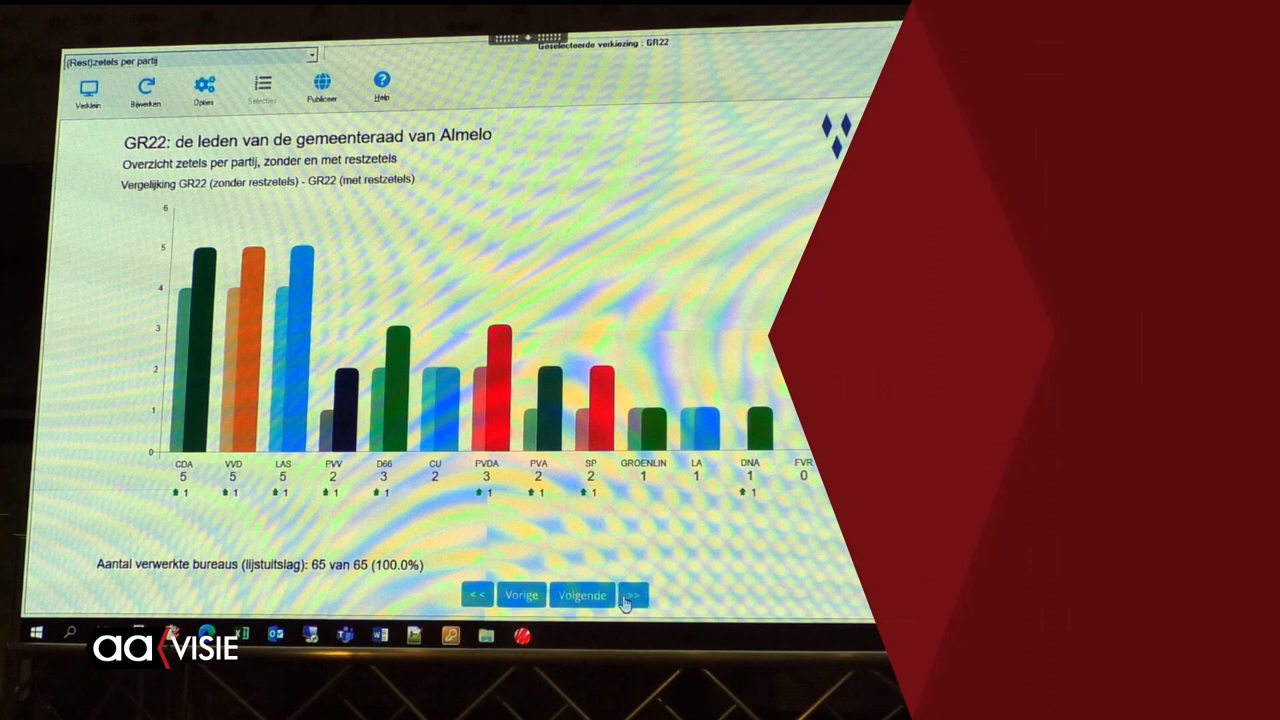 Geselecteerde verkiezing : GR22
(Rest)zetels per partij
Verklein Bijwerken Opties Selecties Publiceer Help
GR22: de leden van de gemeenteraad van Almelo
Overzicht zetels per partij, zonder en met restzetels
Vergelijking GR22 (zonder restzetels) - GR22 (met restzetels)
6
5
4
3
2
1
0
CDA VVD LAS PVV D66 CU PVDA PVA SP GROENLIN LA DNA FVR
5 5 5 2 3 2 3 2 2 1 1 1 0
1 1 1 1 1 1 1 1 1
Aantal verwerkte bureaus (lijstuitslag): 65 van 65 (100.0%)
<< Vorige Volgende >>
aa VISIE